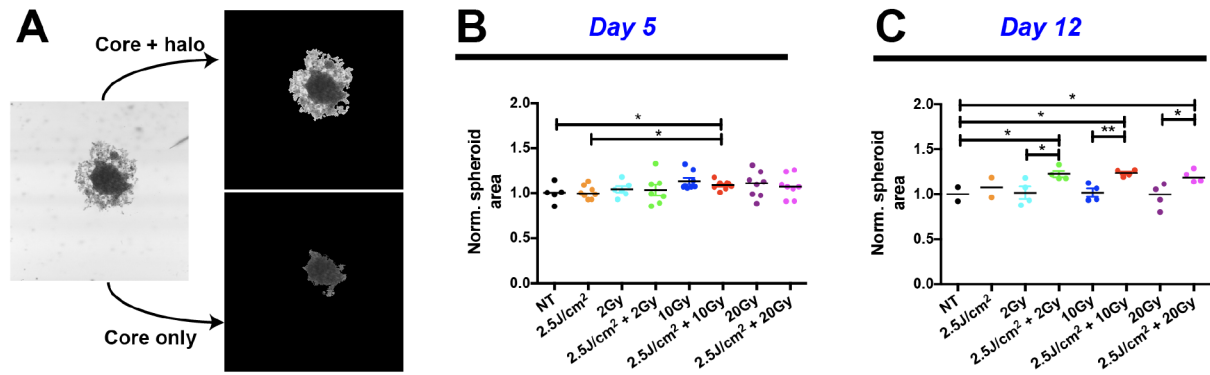 A
Core + halo
Core only
B
Day 5
Norm. spheroid
area
2.0
1.5
1.0
0.5
0.0
*
*
NT
2.5J/cm²
2Gy
2.5J/cm² + 2Gy
10Gy
2.5J/cm² + 10Gy
20Gy
2.5J/cm² + 20Gy
C
Day 12
Norm. spheroid
area
2.0
1.5
1.0
0.5
0.0
*
*
*
*
**
*
NT
2.5J/cm²
2Gy
2.5J/cm² + 2Gy
10Gy
2.5J/cm² + 10Gy
20Gy
2.5J/cm² + 20Gy